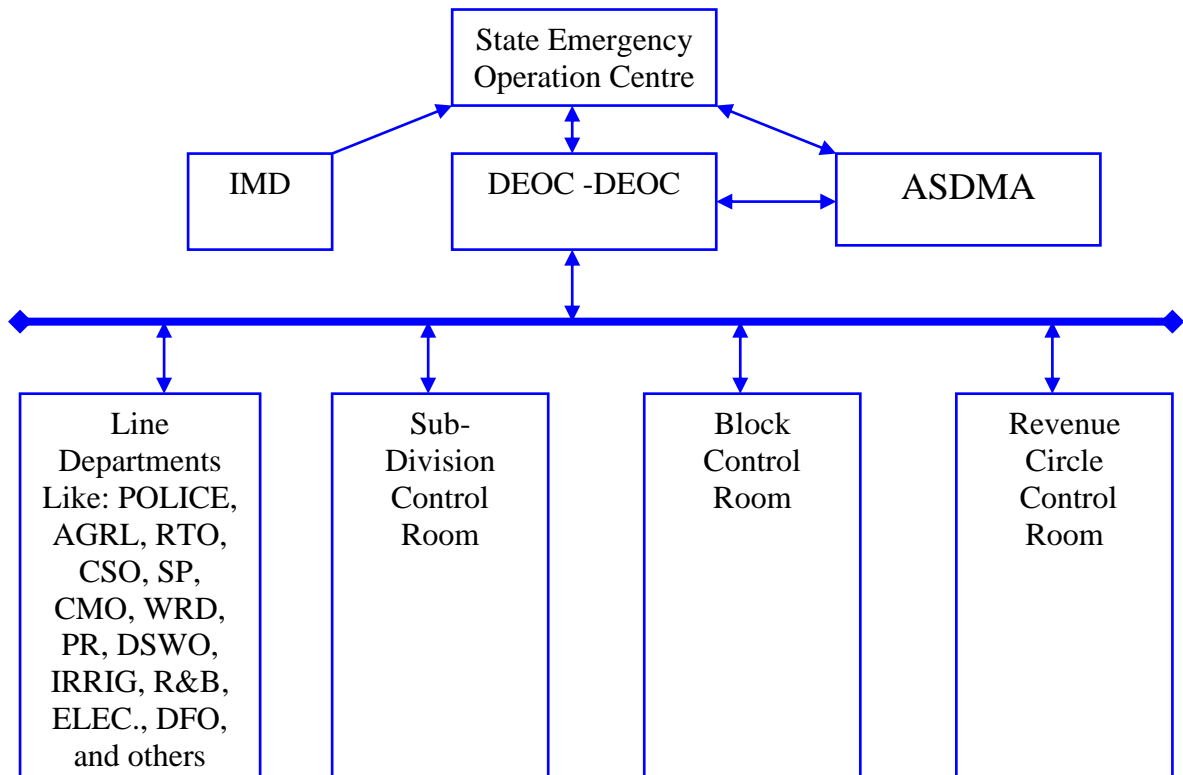 State Emergency
Operation Centre
IMD
DEOC -DEOC
ASDMA
Line
Departments
Like: POLICE,
AGRL, RTO,
CSO, SP,
CMO, WRD,
PR, DSWO,
IRRIG, R&B,
ELEC., DFO,
and others
Sub-
Division
Control
Room
Block
Control
Room
Revenue
Circle
Control
Room